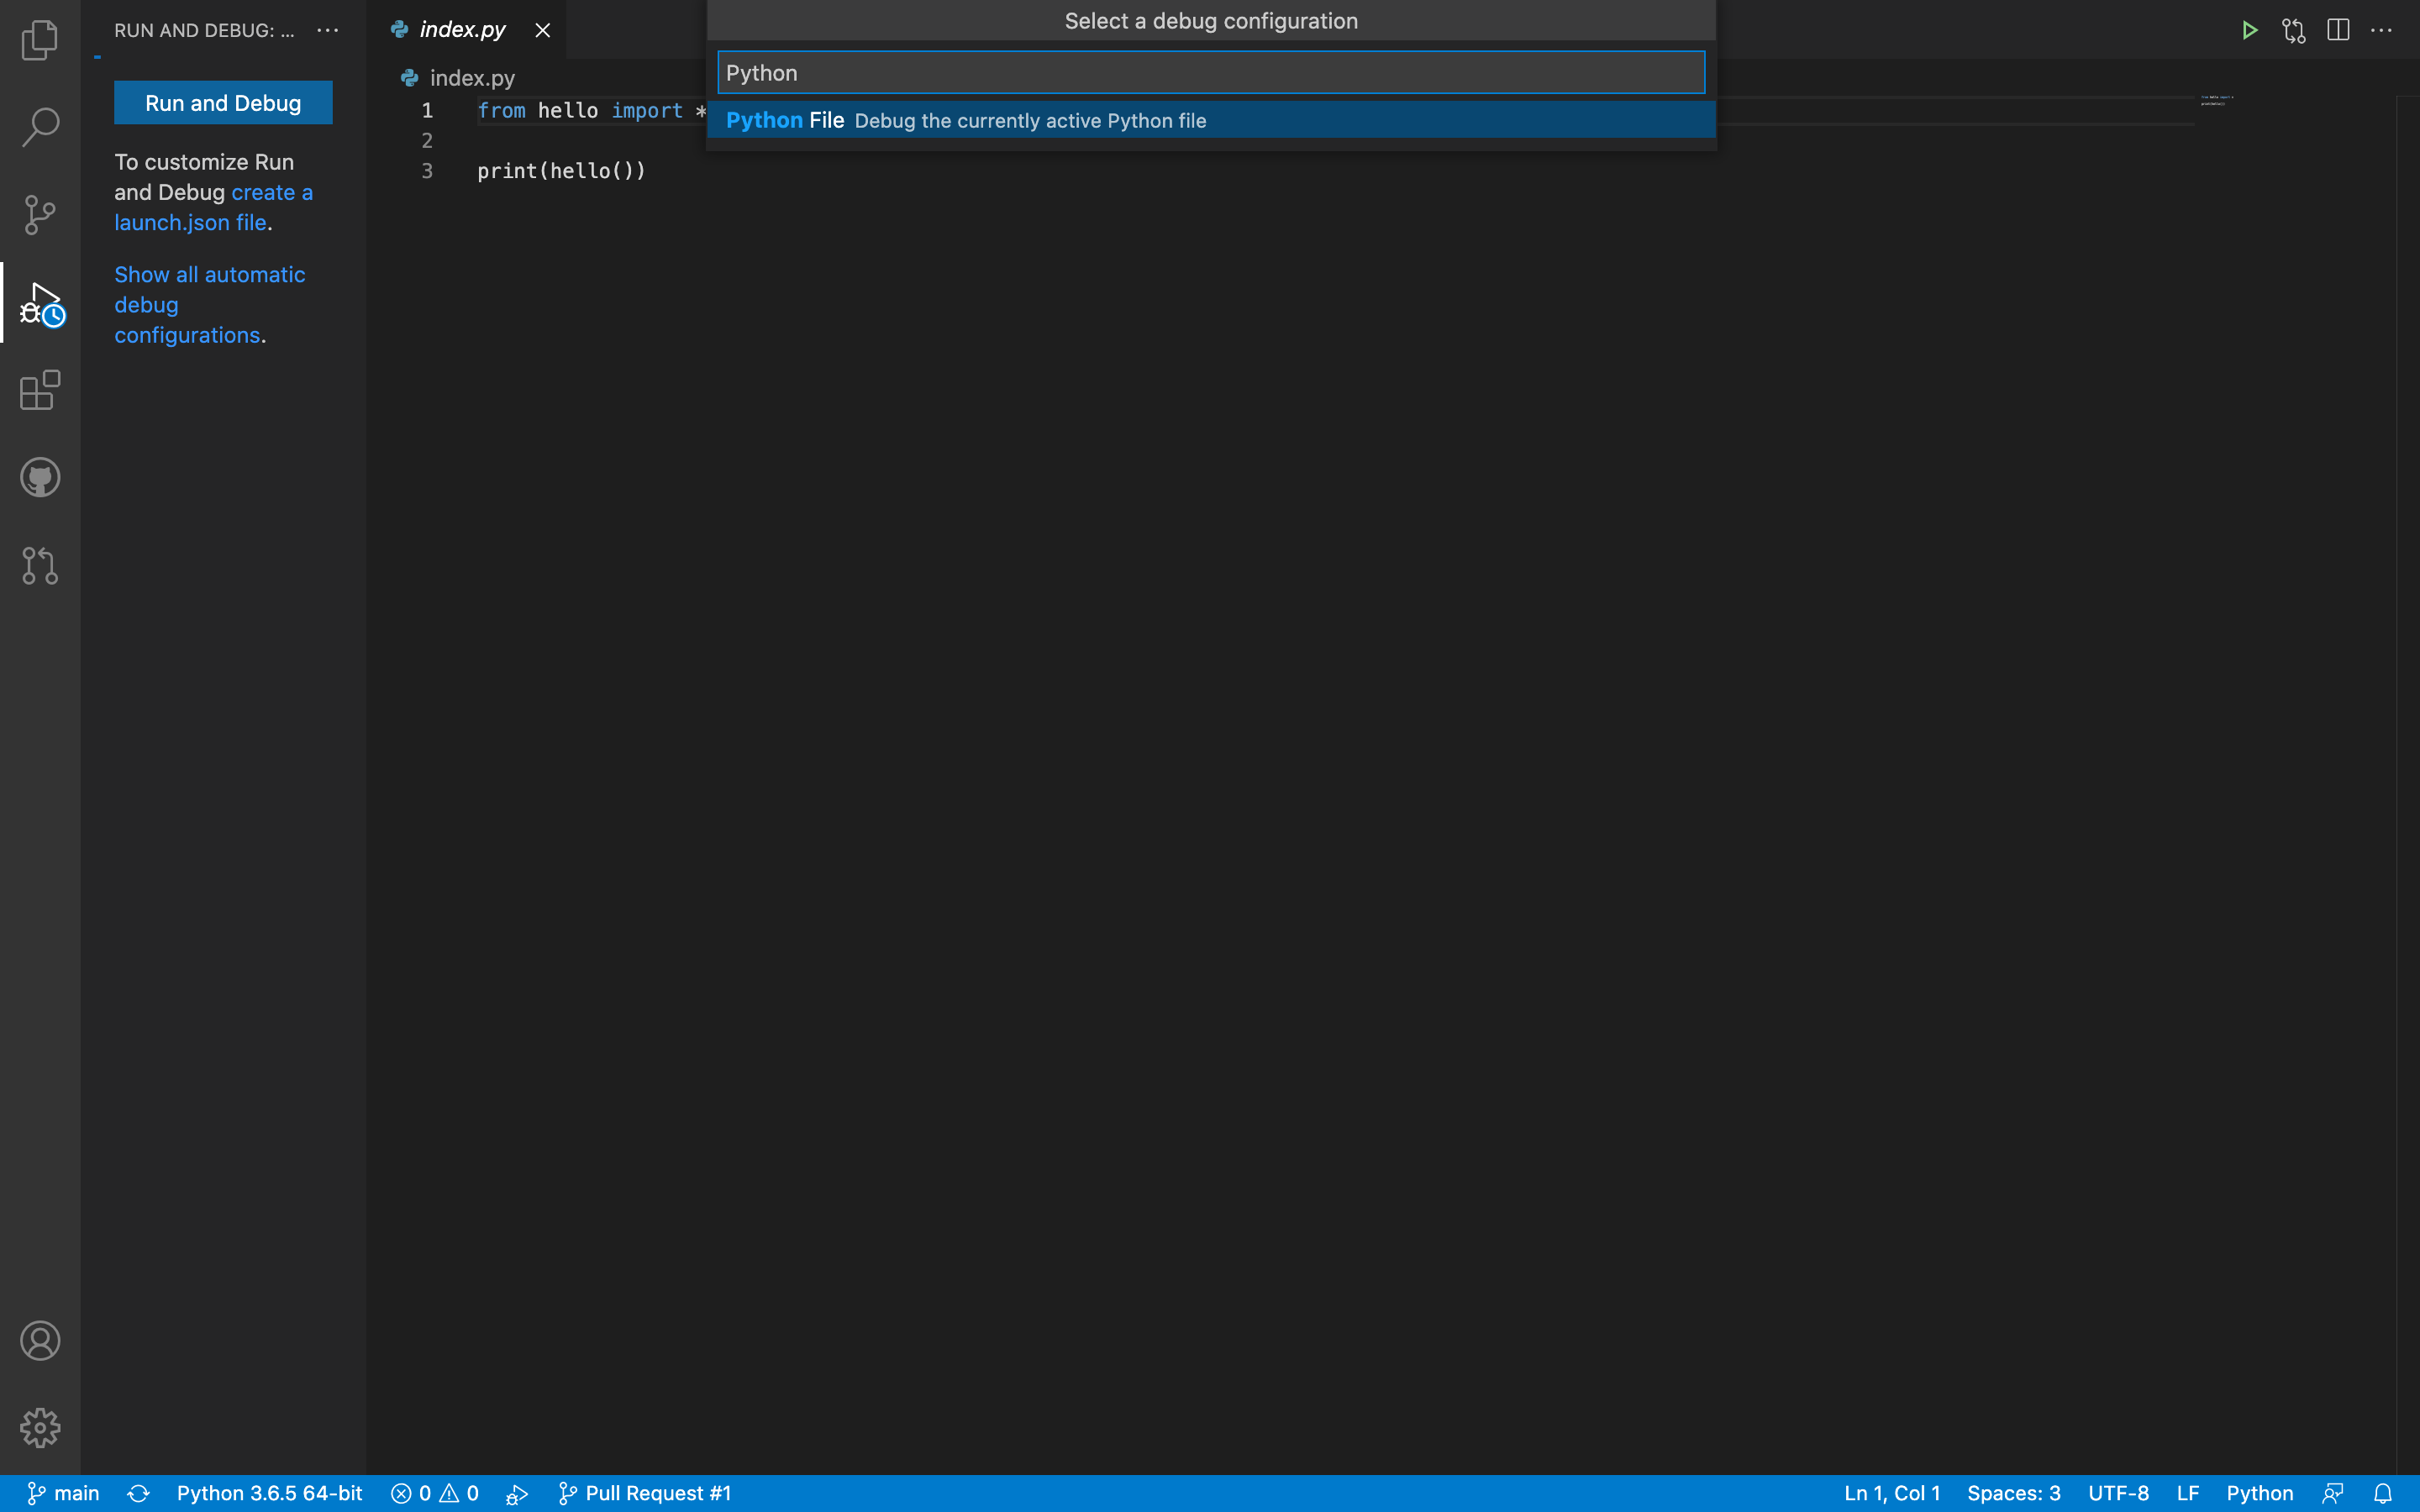 RUN AND DEBUG: ...
Run and Debug
To customize Run
and Debug create a
launch.json file.
Show all automatic
debug
configurations.
index.py
Select a debug configuration
Python
Python File Debug the currently active Python file
index.py
1 from hello import *
2
3 print(hello())
main
Python 3.6.5 64-bit
0 0
Pull Request #1
Ln 1, Col 1
Spaces: 3
UTF-8
LF
Python